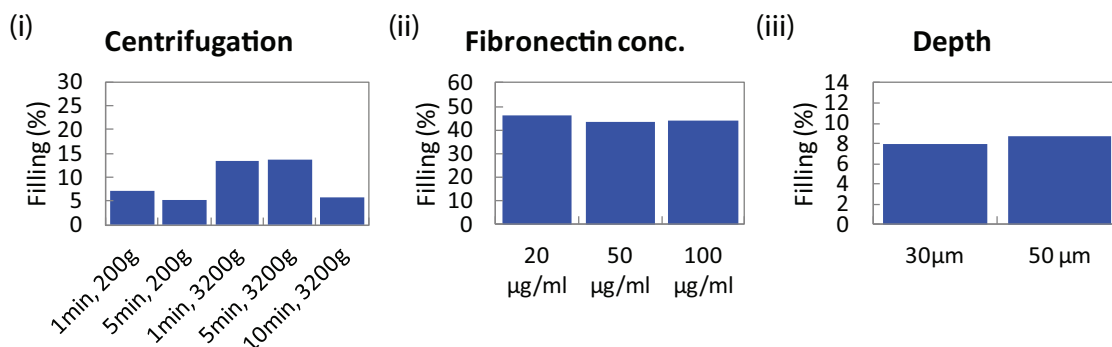 (i)
Centrifugation
Filling (%)
30
25
20
15
10
5
0
1min, 200g
5min, 200g
1min, 3200g
5min, 3200g
10min, 3200g
(ii)
Fibronectin conc.
Filling (%)
60
50
40
30
20
10
0
20
µg/ml
50
µg/ml
100
µg/ml
(iii)
Depth
Filling (%)
14
12
10
8
6
4
2
0
30µm
50 µm